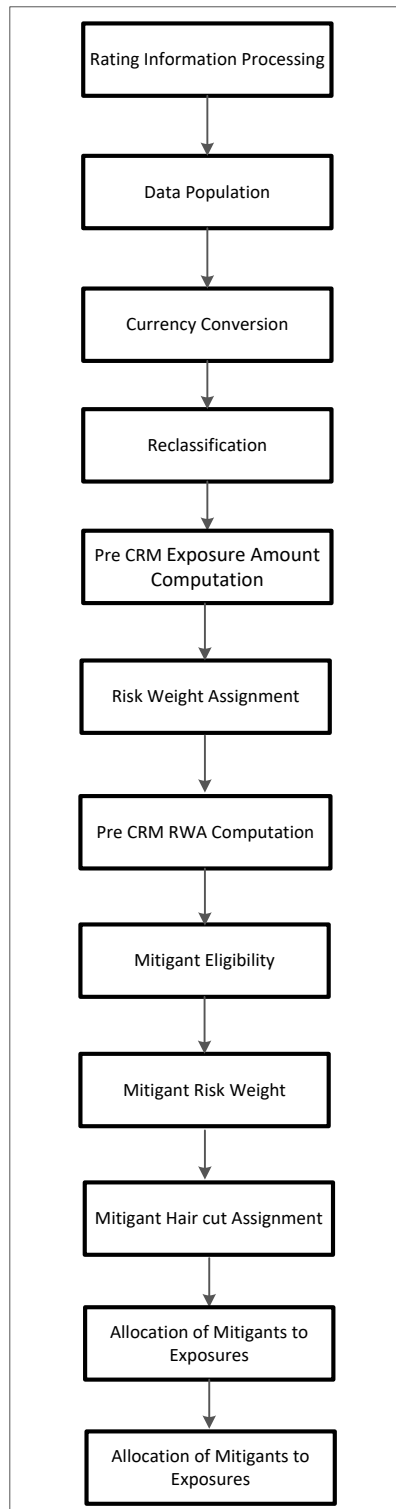 Rating Information Processing
Data Population
Currency Conversion
Reclassification
Pre CRM Exposure Amount
Computation
Risk Weight Assignment
Pre CRM RWA Computation
Mitigant Eligibility
Mitigant Risk Weight
Mitigant Hair cut Assignment
Allocation of Mitigants to
Exposures
Allocation of Mitigants to
Exposures